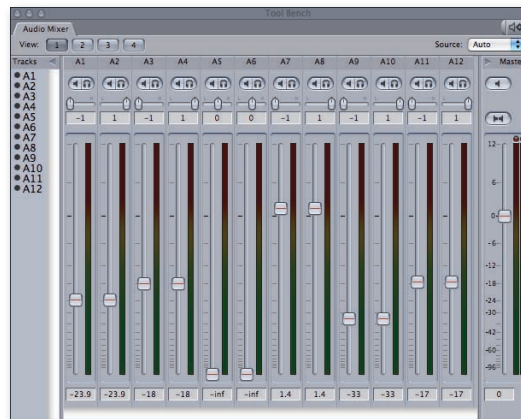 Tool Bench
Audio Mixer
View: 1 2 3 4 Source: Auto
Tracks A1 A2 A3 A4 A5 A6 A7 A8 A9 A10 A11 A12 Maste
A1
A2
A3
A4
A5
A6
A7
A8
A9
A10
A11
A12
-1 1 -1 1 0 0 -1 1 -1 1 -1 1
12
6
0
-6
-12
-18
-24
-30
-42
-60
-96
-23.9 -23.9 -18 -18 -inf -inf 1.4 1.4 -33 -33 -17 -17 0